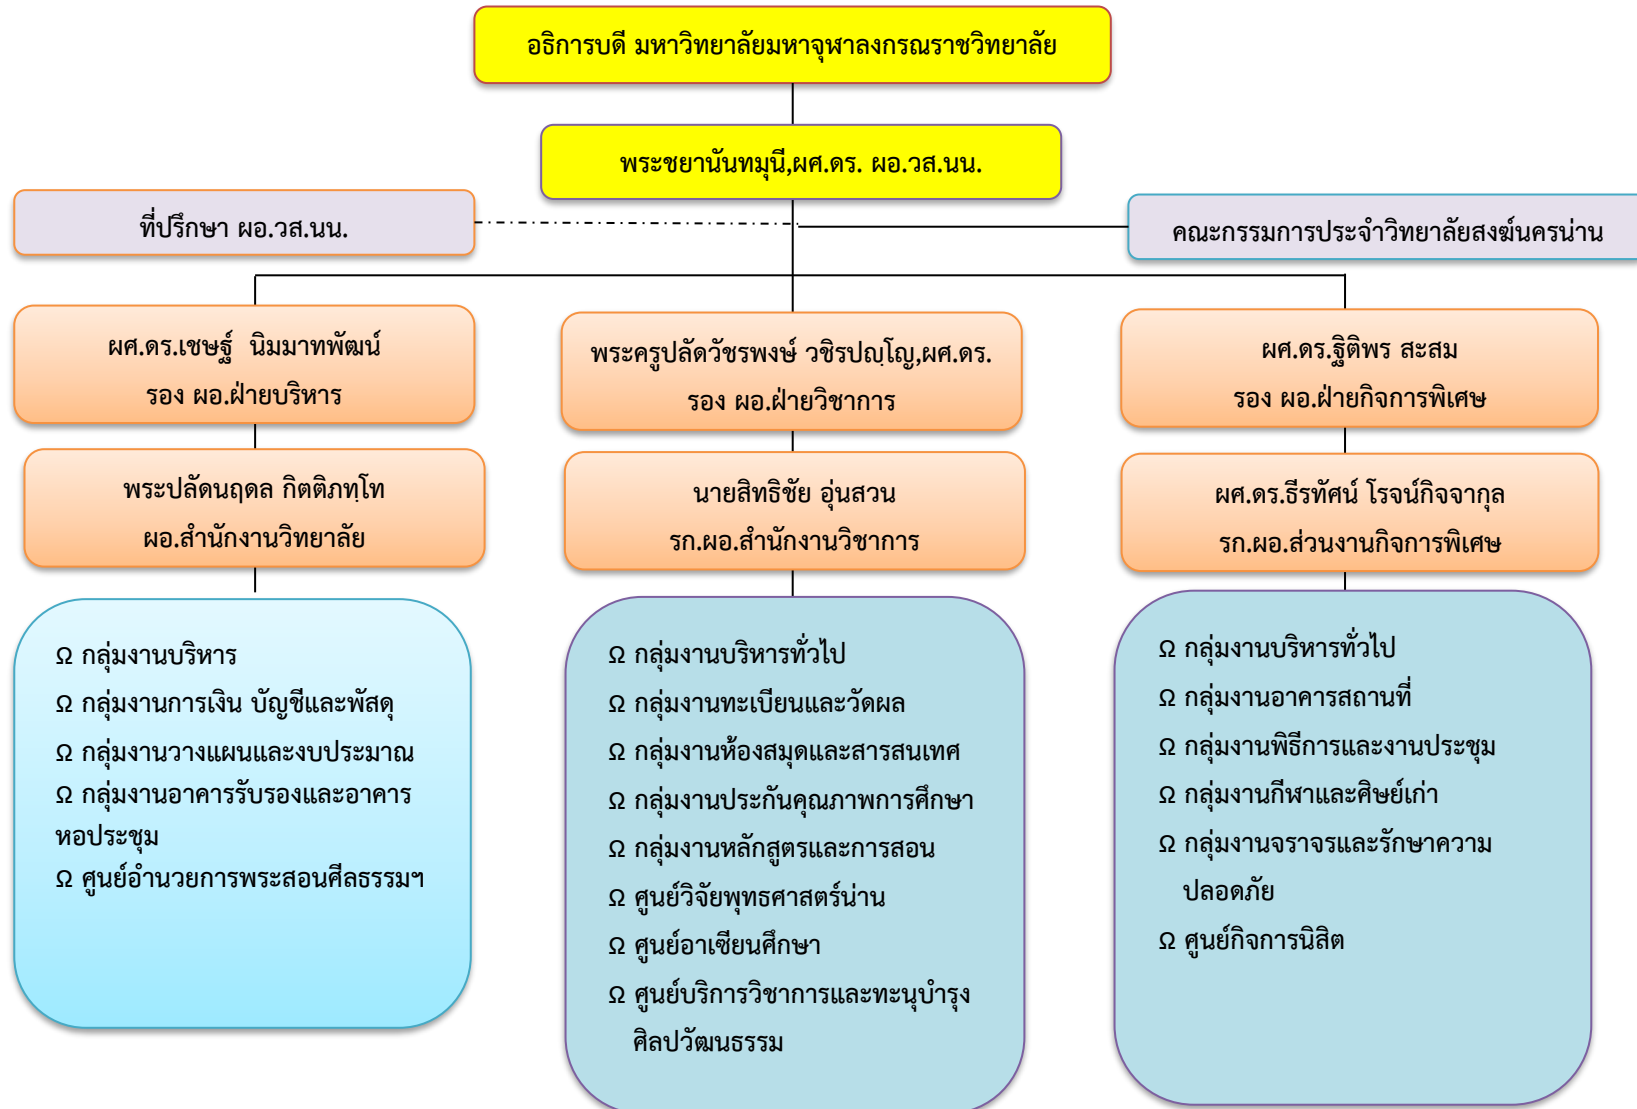 อธิการบดี มหาวิทยาลัยมหาจุฬาลงกรณราชวิทยาลัย
พระชยานันทมุนี,ผศ.ดร. ผอ.วส.นน.
ที่ปรึกษา ผอ.วส.นน.
คณะกรรมการประจำวิทยาลัยสงฆ์นครน่าน
ผศ.ดร.เชษฐ์  นิมมาทพัฒน์
รอง ผอ.ฝ่ายบริหาร
พระครูปลัดวัชรพงษ์ วชิรปญฺโญ,ผศ.ดร.
รอง ผอ.ฝ่ายวิชาการ
ผศ.ดร.ฐิติพร สะสม
รอง ผอ.ฝ่ายกิจการพิเศษ
พระปลัดนฤดล กิตติภทฺโท
ผอ.สำนักงานวิทยาลัย
นายสิทธิชัย อุ่นสวน
รก.ผอ.สำนักงานวิชาการ
ผศ.ดร.ธีรทัศน์ โรจน์กิจจากุล
รก.ผอ.ส่วนงานกิจการพิเศษ
Ω กลุ่มงานบริหาร
Ω กลุ่มงานการเงิน บัญชีและพัสดุ
Ω กลุ่มงานวางแผนและงบประมาณ
Ω กลุ่มงานอาคารรับรองและอาคาร
หอประชุม
Ω ศูนย์อำนวยการพระสอนศีลธรรมฯ
Ω กลุ่มงานบริหารทั่วไป
Ω กลุ่มงานทะเบียนและวัดผล
Ω กลุ่มงานห้องสมุดและสารสนเทศ
Ω กลุ่มงานประกันคุณภาพการศึกษา
Ω กลุ่มงานหลักสูตรและการสอน
Ω ศูนย์วิจัยพุทธศาสตร์น่าน
Ω ศูนย์อาเซียนศึกษา
Ω ศูนย์บริการวิชาการและทะนุบำรุง
ศิลปวัฒนธรรม
Ω กลุ่มงานบริหารทั่วไป
Ω กลุ่มงานอาคารสถานที่
Ω กลุ่มงานพิธีการและงานประชุม
Ω กลุ่มงานกีฬาและศิษย์เก่า
Ω กลุ่มงานจราจรและรักษาความ
ปลอดภัย
Ω ศูนย์กิจการนิสิต